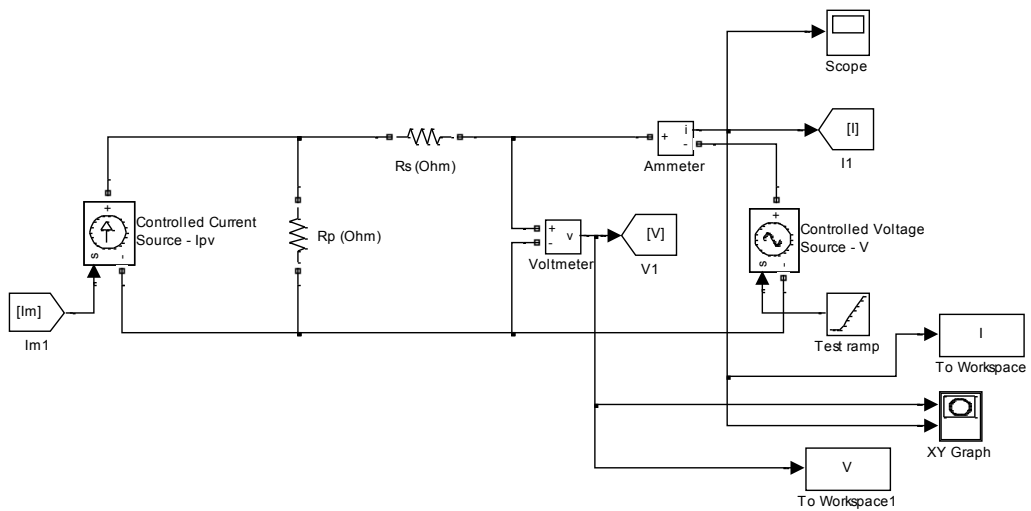 Scope
[I]
I1
+
i
-
Ammeter
Rs (Ohm)
+
s
-
Controlled Current
Source - Ipv
Rp (Ohm)
+
-
v
Voltmeter
[V]
V1
+
s
-
Controlled Voltage
Source - V
[Im]
Im1
Test ramp
I
To Workspace
XY Graph
V
To Workspace1